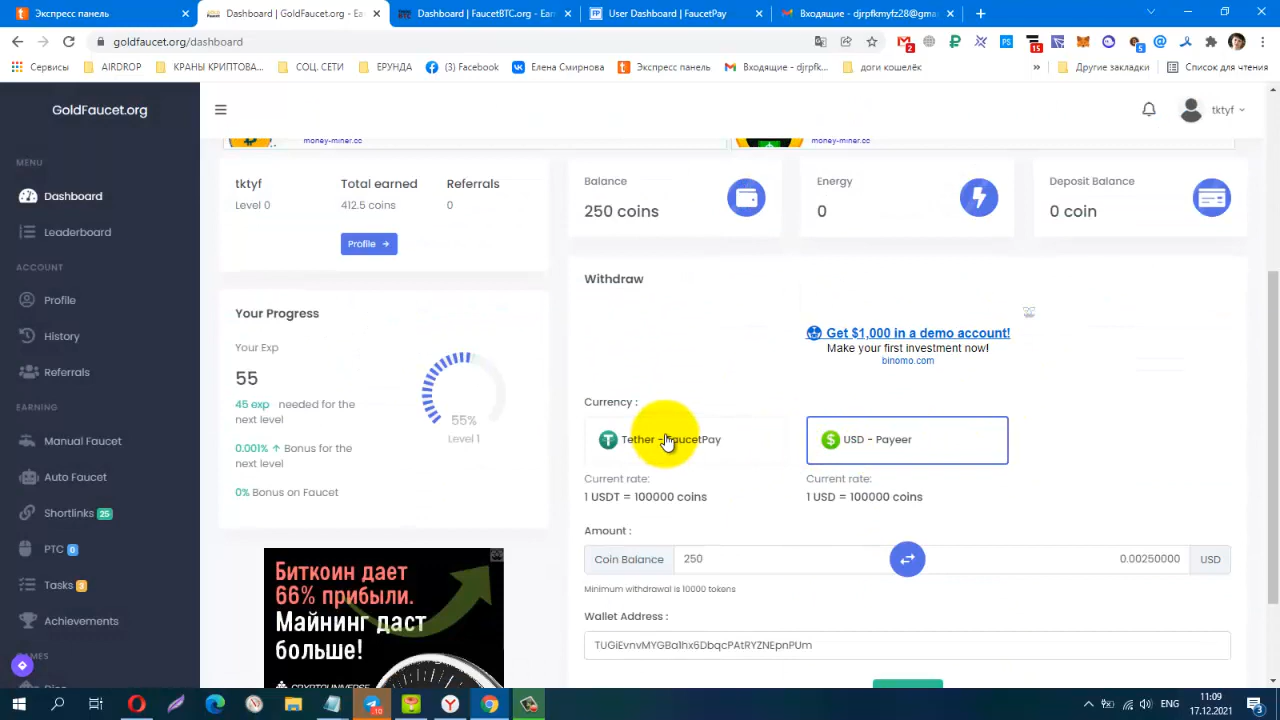 Экспресс панель
Dashboard | GoldFaucet.org - Ear
Dashboard | FaucetBTC.org - Ear
User Dashboard | FaucetPay
Входящие - djrpfkmyfz28@gma
goldfaucet.org/dashboard
Сервисы
AIRDROP
КРАНЫ КРИПТОВА...
СОЦ. СЕТИ
ЕРУНДА
(3) Facebook
Елена Смирнова
Экспресс панель
Входящие - djrpfk...
доги кошелёк
»
Другие закладки
Список для чтения
GoldFaucet.org
tktyf
MENU
Dashboard
Leaderboard
ACCOUNT
Profile
History
Referrals
EARNING
Manual Faucet
Auto Faucet
Shortlinks 25
PTC 0
Tasks 3
Achievements
money-miner.cc
money-miner.cc
tktyf
Level 0
Total earned
412.5 coins
Referrals
0
Profile →
Balance
250 coins
Energy
0
Deposit Balance
0 coin
Your Progress
Your Exp
55
45 exp needed for the
next level
0.001% ↑ Bonus for the
next level
0% Bonus on Faucet
55%
Level 1
Withdraw
Get $1,000 in a demo account!
Make your first investment now!
binomo.com
Currency :
Tether - FaucetPay
USD - Payeer
Current rate:
1 USDT = 100000 coins
Current rate:
1 USD = 100000 coins
Amount :
Coin Balance
250
0.00250000
USD
Minimum withdrawal is 10000 tokens
Wallet Address :
TUGiEvnvMYGBa1hx6DbqcPAtRYZNEpnPUm
Биткоин дает
66% прибыли.
Майнинг даст
больше!
CRYPTOUNIVERSE
ENG
11:09
17.12.2021